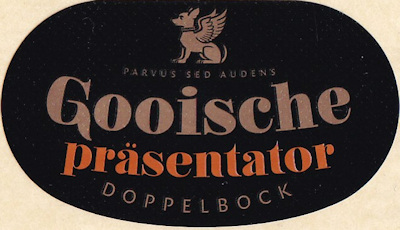 PARVUS SED AUDENS
Gooische
präsentator
DOPPELBOCK